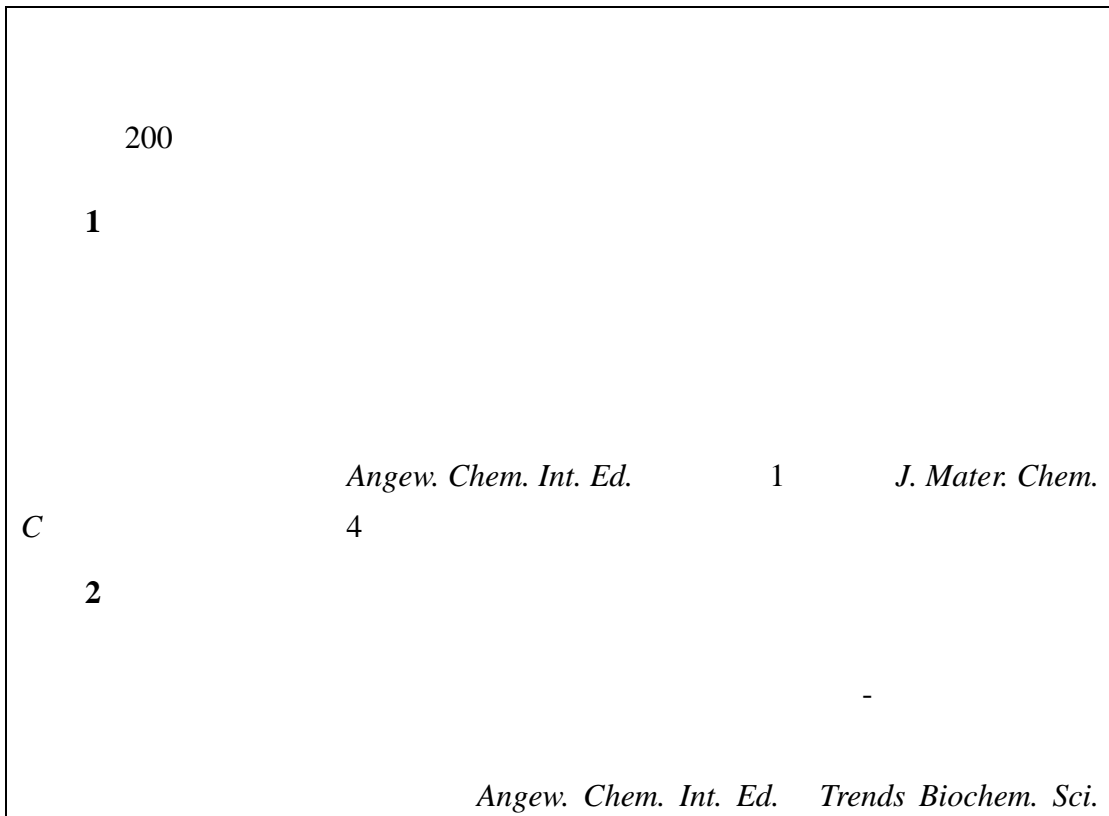 200
1
Angew. Chem. Int. Ed. 1 J. Mater. Chem.
C 4
2
-
Angew. Chem. Int. Ed. Trends Biochem. Sci.